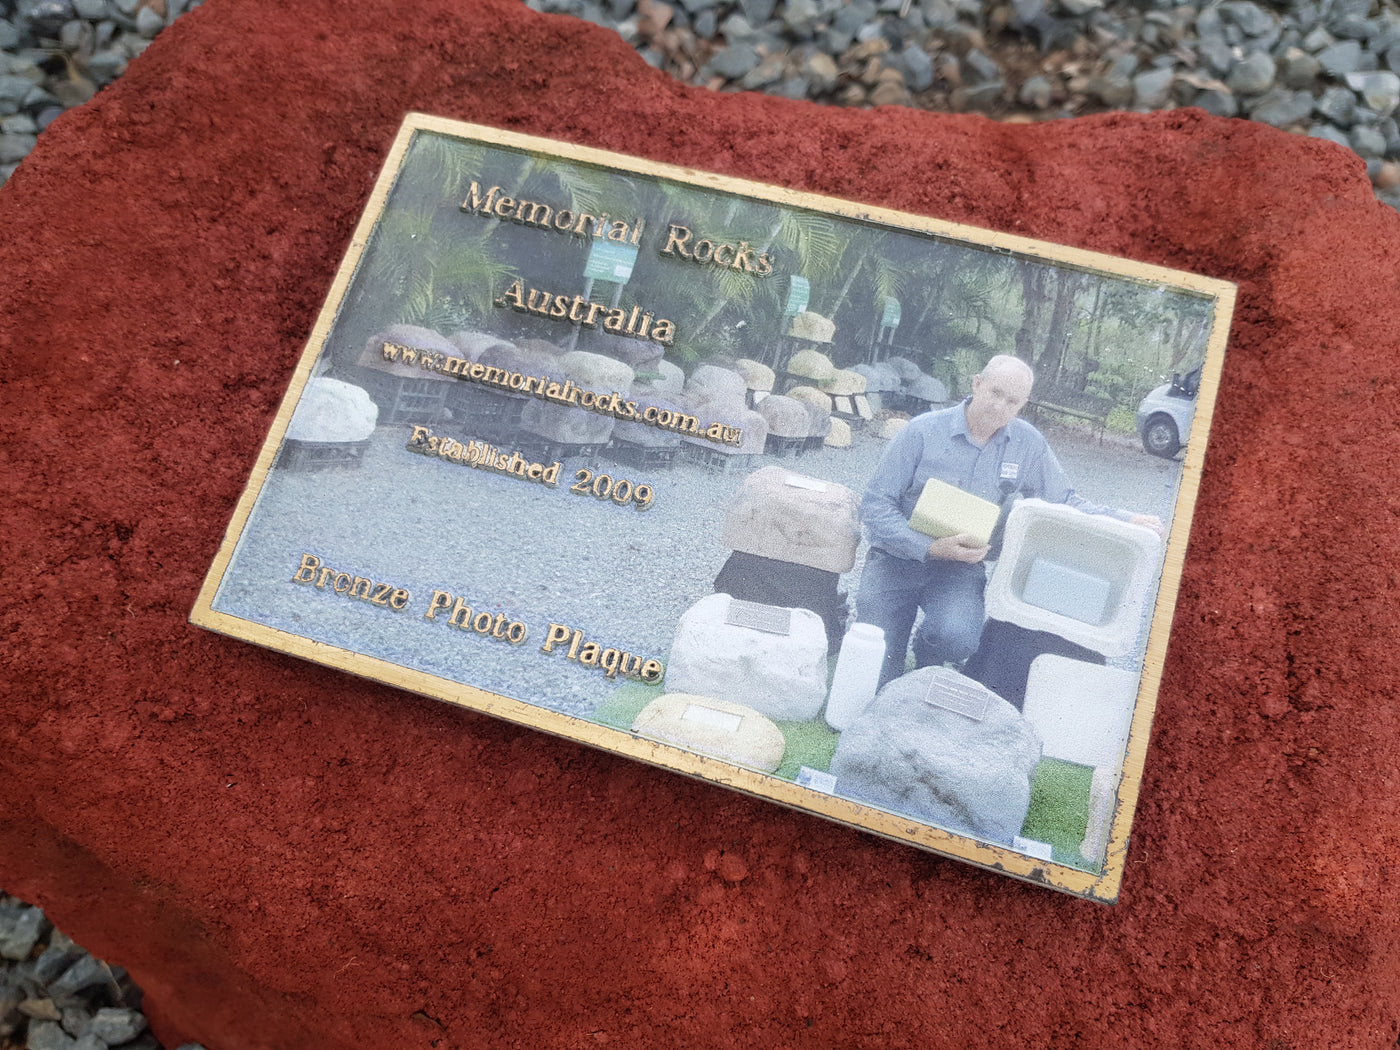 Memorial Rocks
Australia
www.memorialrocks.com.au
Established 2009
Bronze Photo Plaque